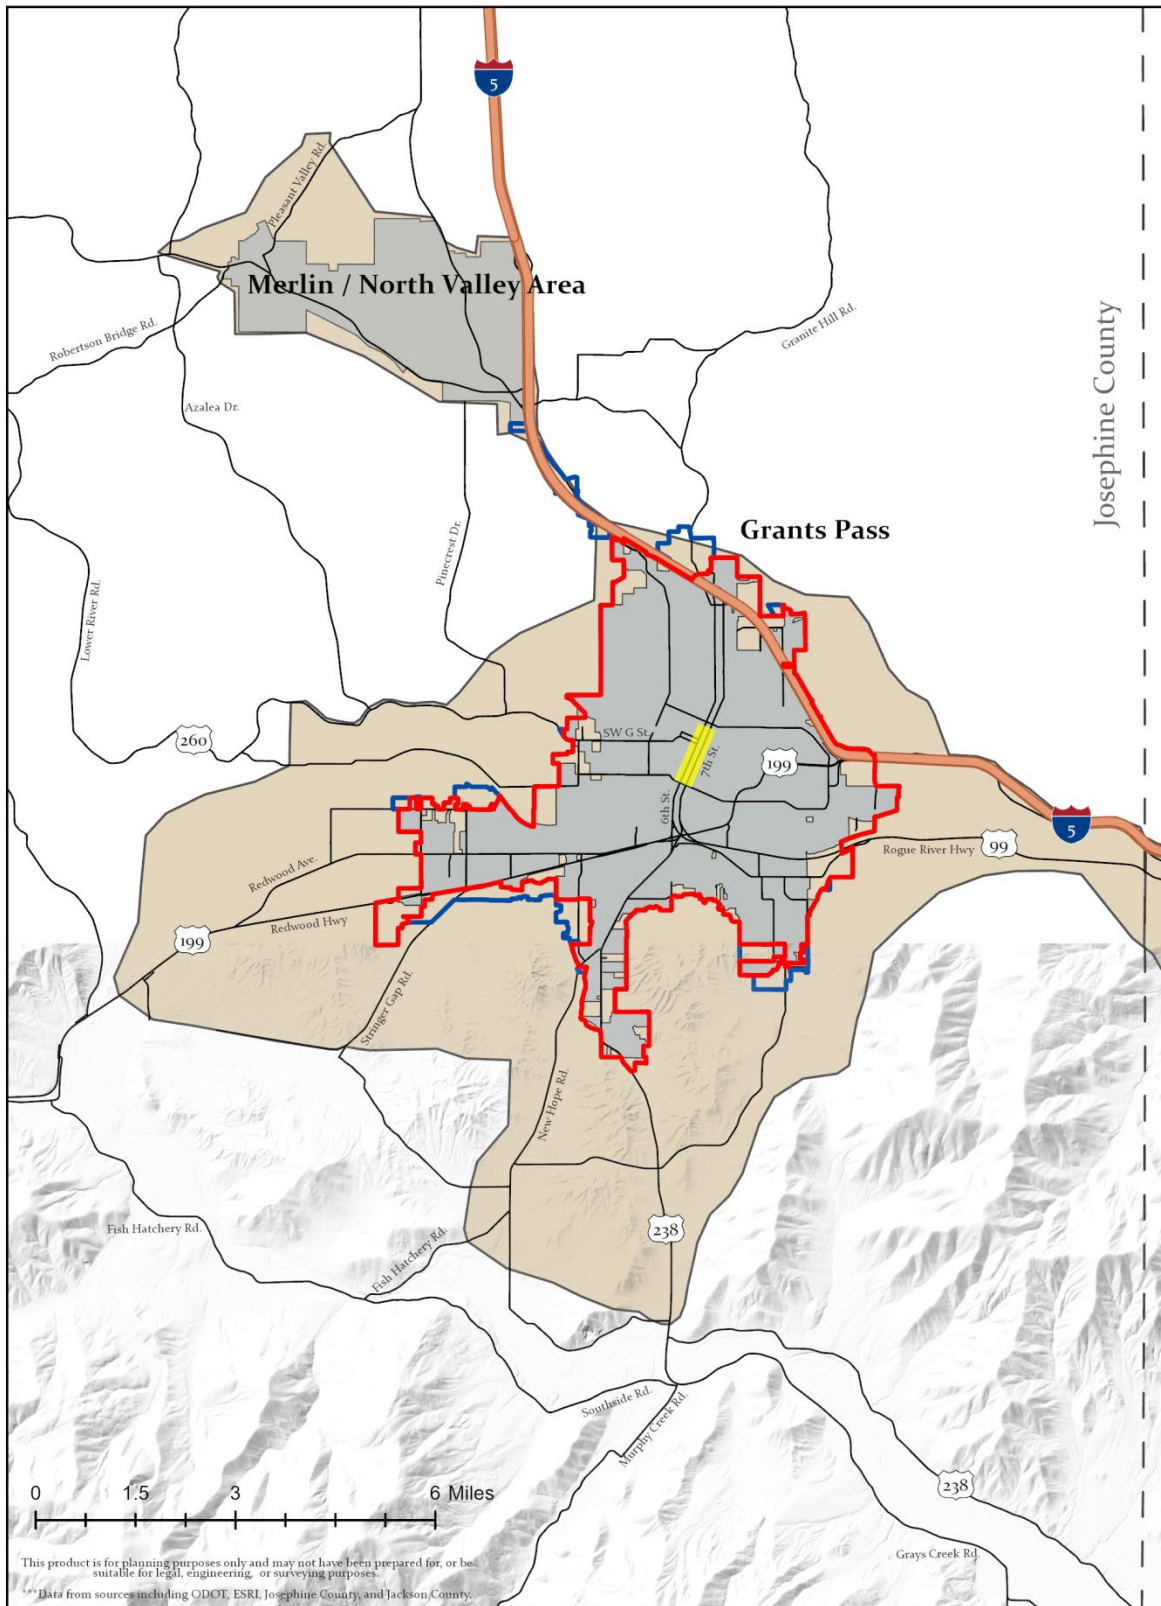 5
Pleasant Valley Rd.
Merlin / North Valley Area
Granite Hill Rd.
Robertson Bridge Rd.
Josephine County
Azalea Dr.
Grants Pass
Pinecrest Dr.
Lower River Rd.
260
SW G St.
7th St.
199
6th St.
5
Rogue River Hwy
99
Redwood Ave.
Redwood Hwy
199
Stringer Gap Rd.
New Hope Rd.
Fish Hatchery Rd.
Fish Hatchery Rd.
238
Southside Rd.
Murphy Creek Rd.
238
0 1.5 3 6 Miles
Grays Creek Rd.
This product is for planning purposes only and may not have been prepared for, or be
suitable for legal, engineering, or surveying purposes.
***Data from sources including ODOT, ESRI, Josephine County, and Jackson County.